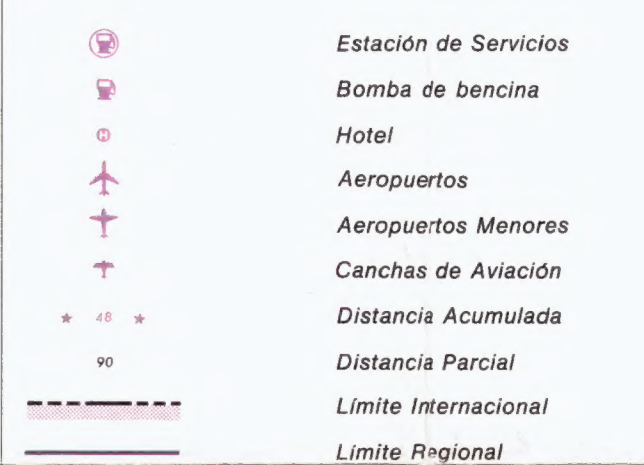 Estación de Servicios
Bomba de bencina
H Hotel
Aeropuertos
Aeropuertos Menores
Canchas de Aviación
★ 48 ★ Distancia Acumulada
90 Distancia Parcial
Límite Internacional
Límite Regional